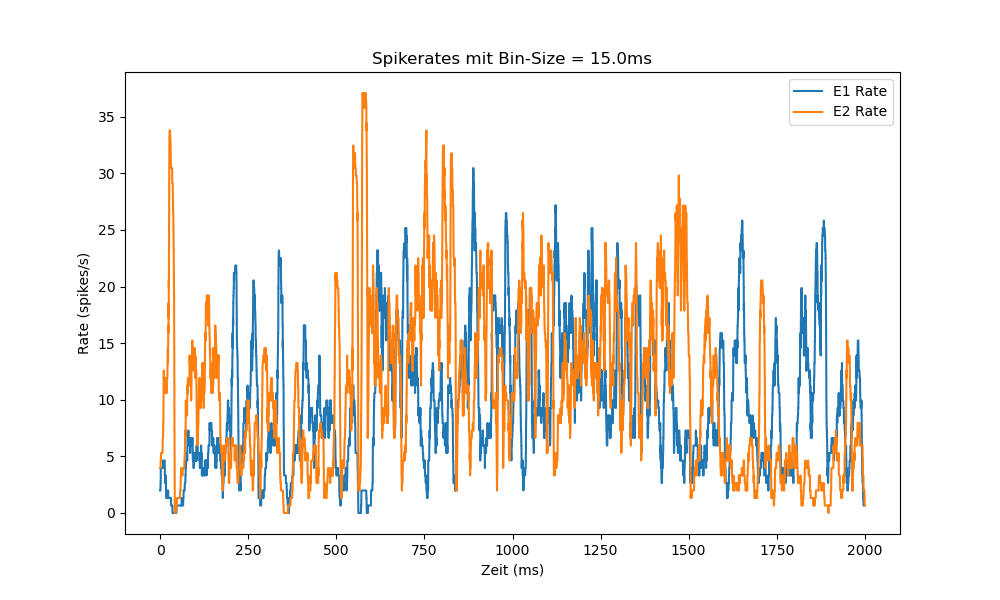 Spikerates mit Bin-Size = 15.0ms
E1 Rate
E2 Rate
Rate (spikes/s)
35
30
25
20
15
10
5
0
0 250 500 750 1000 1250 1500 1750 2000
Zeit (ms)